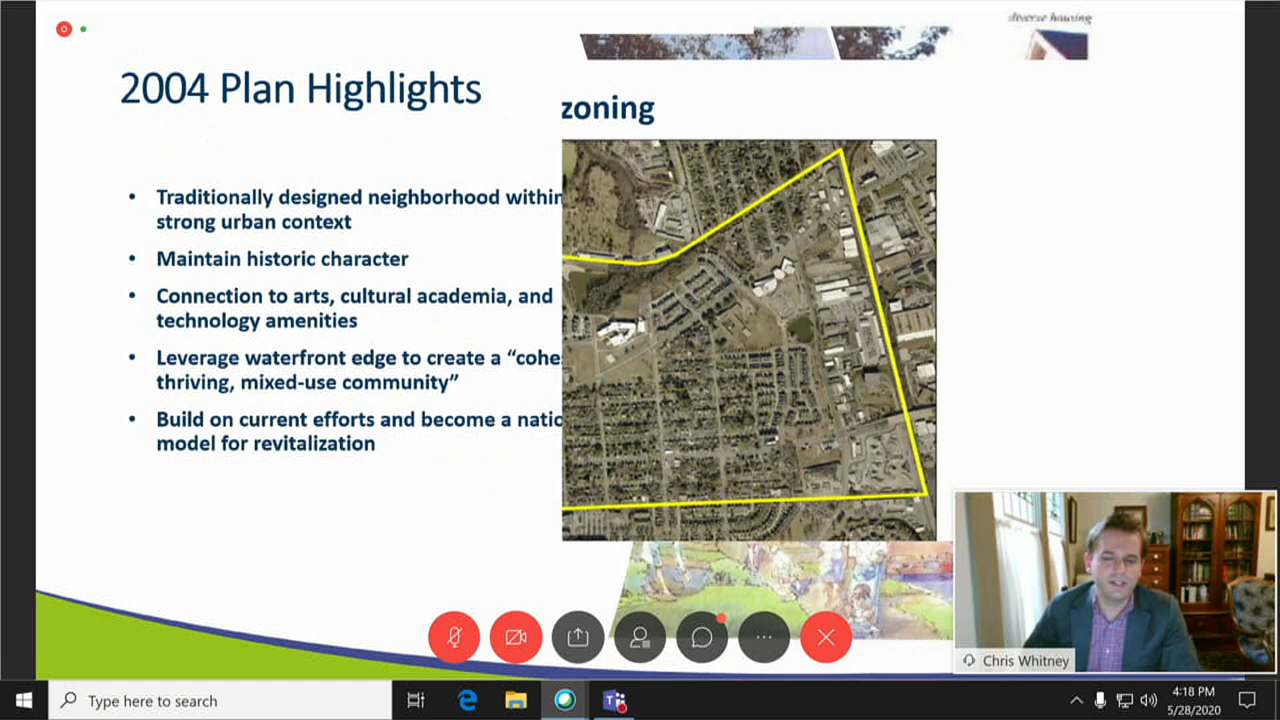 diverse housing
2004 Plan Highlights
zoning
• Traditionally designed neighborhood within
strong urban context
• Maintain historic character
• Connection to arts, cultural academia, and
technology amenities
• Leverage waterfront edge to create a “cohe
thriving, mixed-use community”
• Build on current efforts and become a natio
model for revitalization
Chris Whitney
Type here to search
4:18 PM
5/28/2020